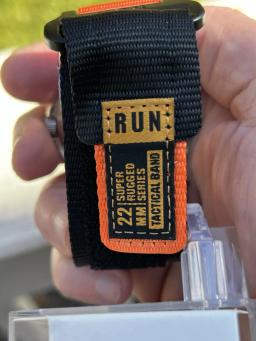 RUN
22 SUPER
RUGGED
MM SERIES
TACTICAL BAND